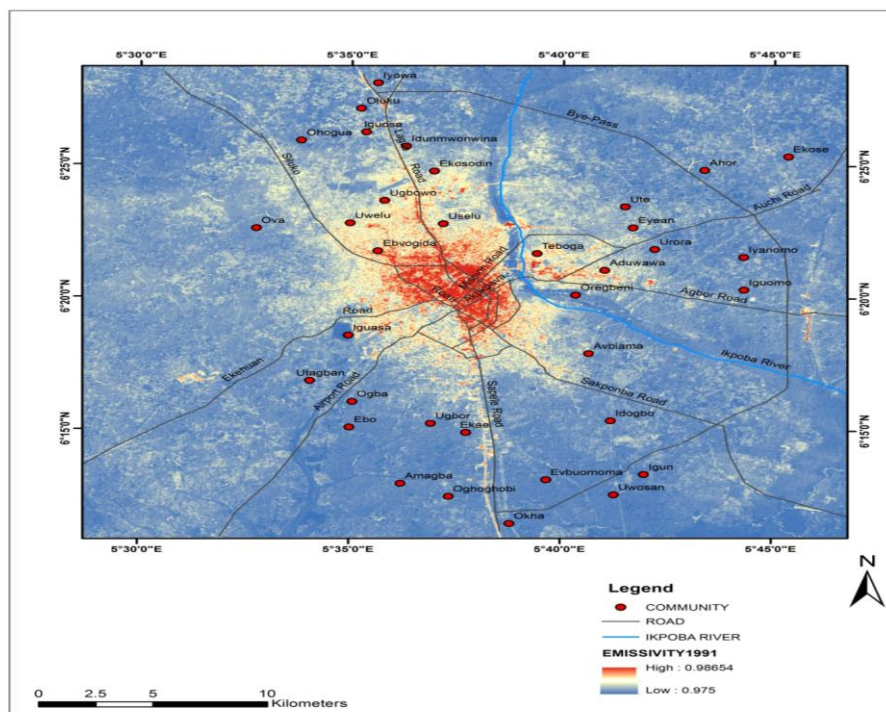 5°30'0"E 5°35'0"E 5°40'0"E 5°45'0"E
Iyowa
Oluku
Iguosa
Ohogua
Idunmwonwina
Lagos Road
Bye-Pass
Siluko
6°25'0"N
6°25'0"N
Ekosodin
Ahor
Ekose
Ugbowo
Ute
Auchi Road
Ova
Uwelu
Uselu
Eyean
Ebvogida
Teboga
Urora
Iyanomo
Mission Road
Aduwawa
6°20'0"N
6°20'0"N
Oregbeni
Agbor Road
Iguomo
Road
Iguasa
Avbiama
Ikpoba River
Ekehuan
Airport Road
Utagban
Sapele Road
Sakponba Road
Ogba
6°15'0"N
6°15'0"N
Ebo
Ugbor
Ekae
Idogbo
Amagba
Evbuomoma
Igun
Oghoghobi
Uwosan
Okha
5°30'0"E 5°35'0"E 5°40'0"E 5°45'0"E
N
Legend
COMMUNITY
ROAD
IKPOBA RIVER
EMISSIVITY1991
High : 0.98654
Low : 0.975
0 2.5 5 10
Kilometers